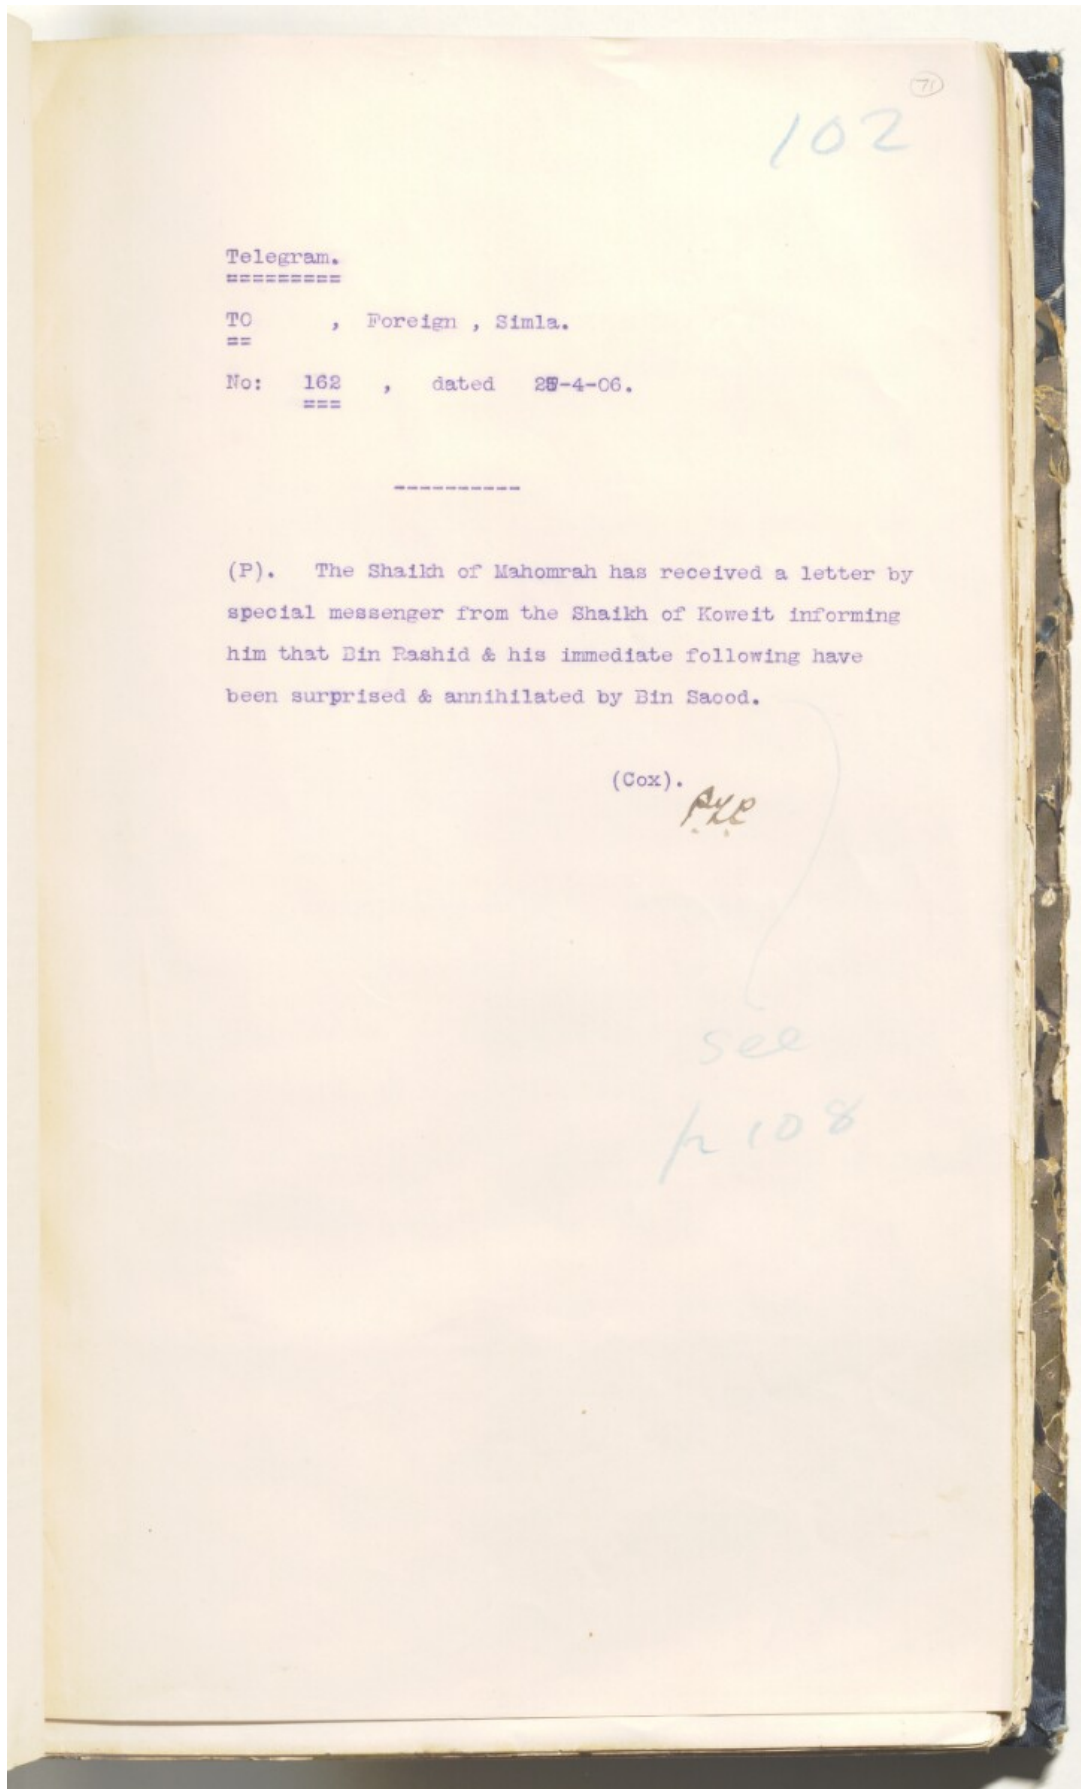 71
102
Telegram.
=========
TO , Foreign , Simla.
==
No: 162 , dated 25-4-06.
===
----------
(P). The Shaikh of Mahomrah has received a letter by
special messenger from the Shaikh of Koweit informing
him that Bin Rashid & his immediate following have
been surprised & annihilated by Bin Saood.
(Cox).
see
p 108